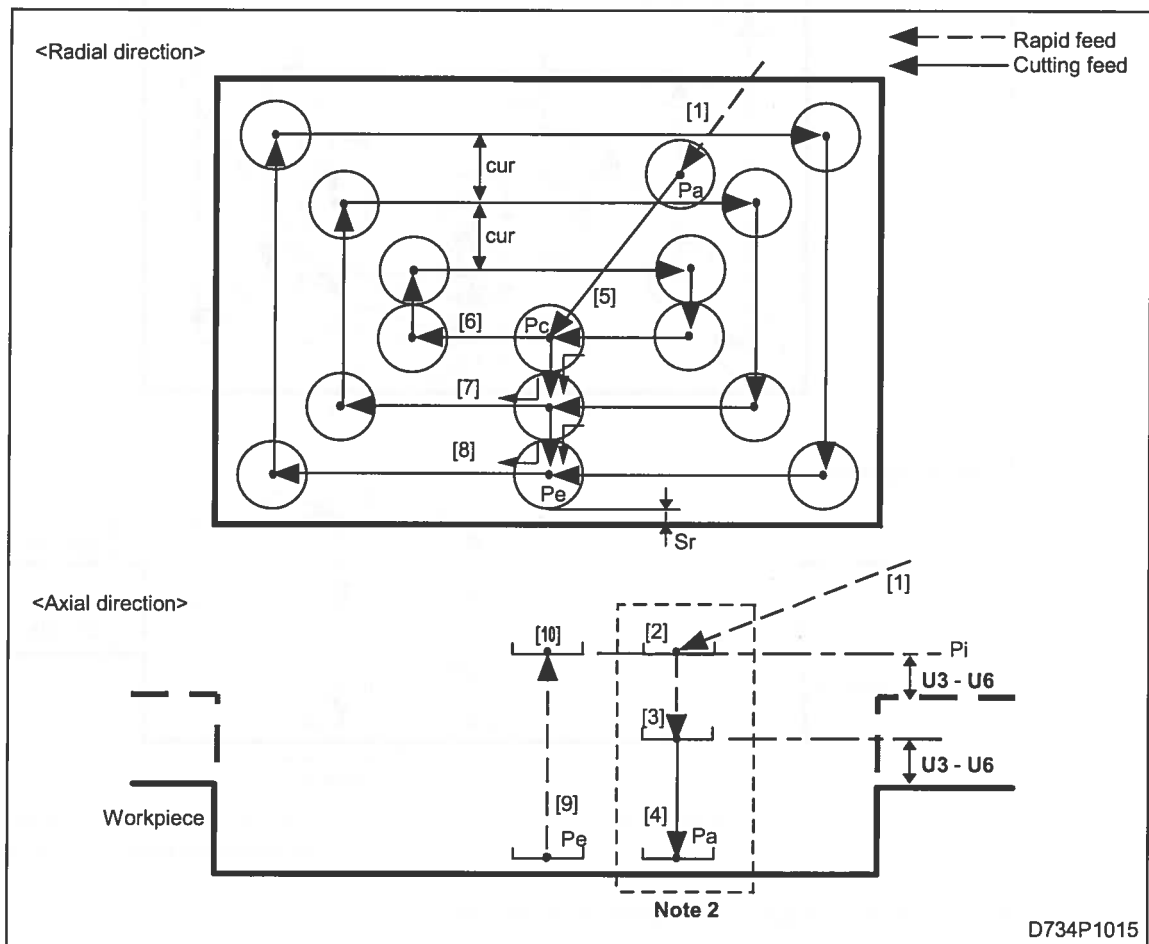 <Radial direction>
Rapid feed
Cutting feed
[1]
cur
Pa
cur
[5]
[6]
Pc
[7]
[8]
Pe
Sr
<Axial direction>
[1]
[10]
[2]
Pi
U3 - U6
[3]
U3 - U6
Workpiece
[9]
[4]
Pe
Pa
Note 2
D734P1015